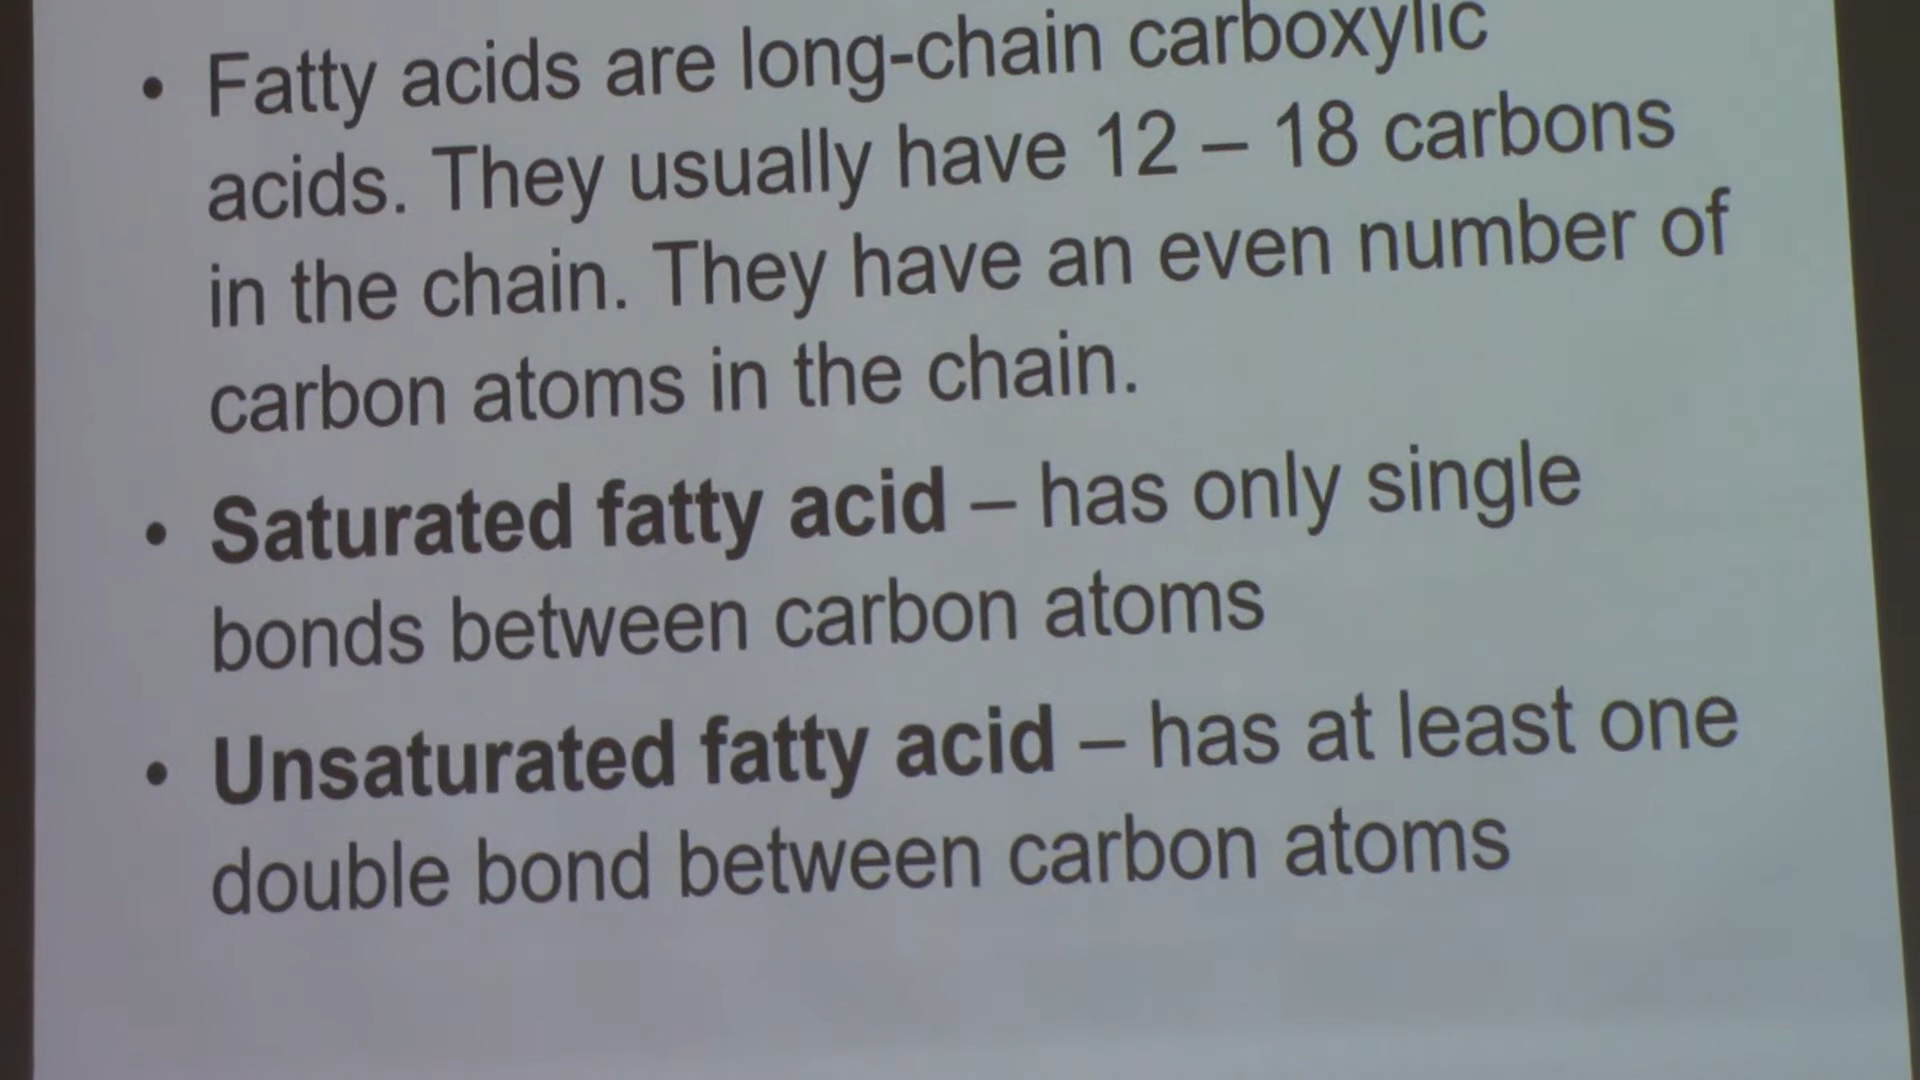 • Fatty acids are long-chain carboxylic
acids. They usually have 12 – 18 carbons
in the chain. They have an even number of
carbon atoms in the chain.
• Saturated fatty acid – has only single
bonds between carbon atoms
• Unsaturated fatty acid – has at least one
double bond between carbon atoms